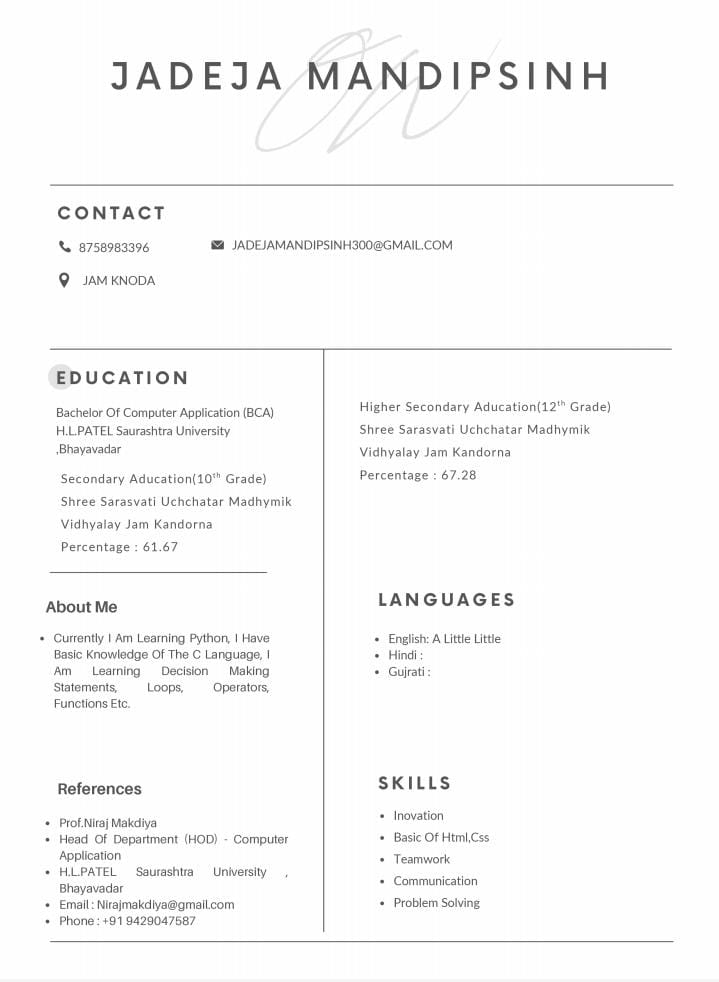 JADEJA MANDIPSINH
CONTACT
8758983396
JADEJAMANDIPSINH300@GMAIL.COM
JAM KNODA
EDUCATION
Bachelor Of Computer Application (BCA)
H.L.PATEL Saurashtra University
,Bhayavadar
Secondary Aducation(10th Grade)
Shree Sarasvati Uchchatar Madhymik
Vidhyalay Jam Kandorna
Percentage : 61.67
About Me
• Currently I Am Learning Python, I Have
Basic Knowledge Of The C Language, I
Am Learning Decision Making
Statements, Loops, Operators,
Functions Etc.
References
• Prof.Niraj Makdiya
• Head Of Department (HOD) - Computer
Application
• H.L.PATEL Saurashtra University ,
Bhayavadar
• Email : Nirajmakdiya@gmail.com
• Phone : +91 9429047587
Higher Secondary Aducation(12th Grade)
Shree Sarasvati Uchchatar Madhymik
Vidhyalay Jam Kandorna
Percentage : 67.28
LANGUAGES
• English: A Little Little
• Hindi :
• Gujrati :
SKILLS
• Inovation
• Basic Of Html,Css
• Teamwork
• Communication
• Problem Solving